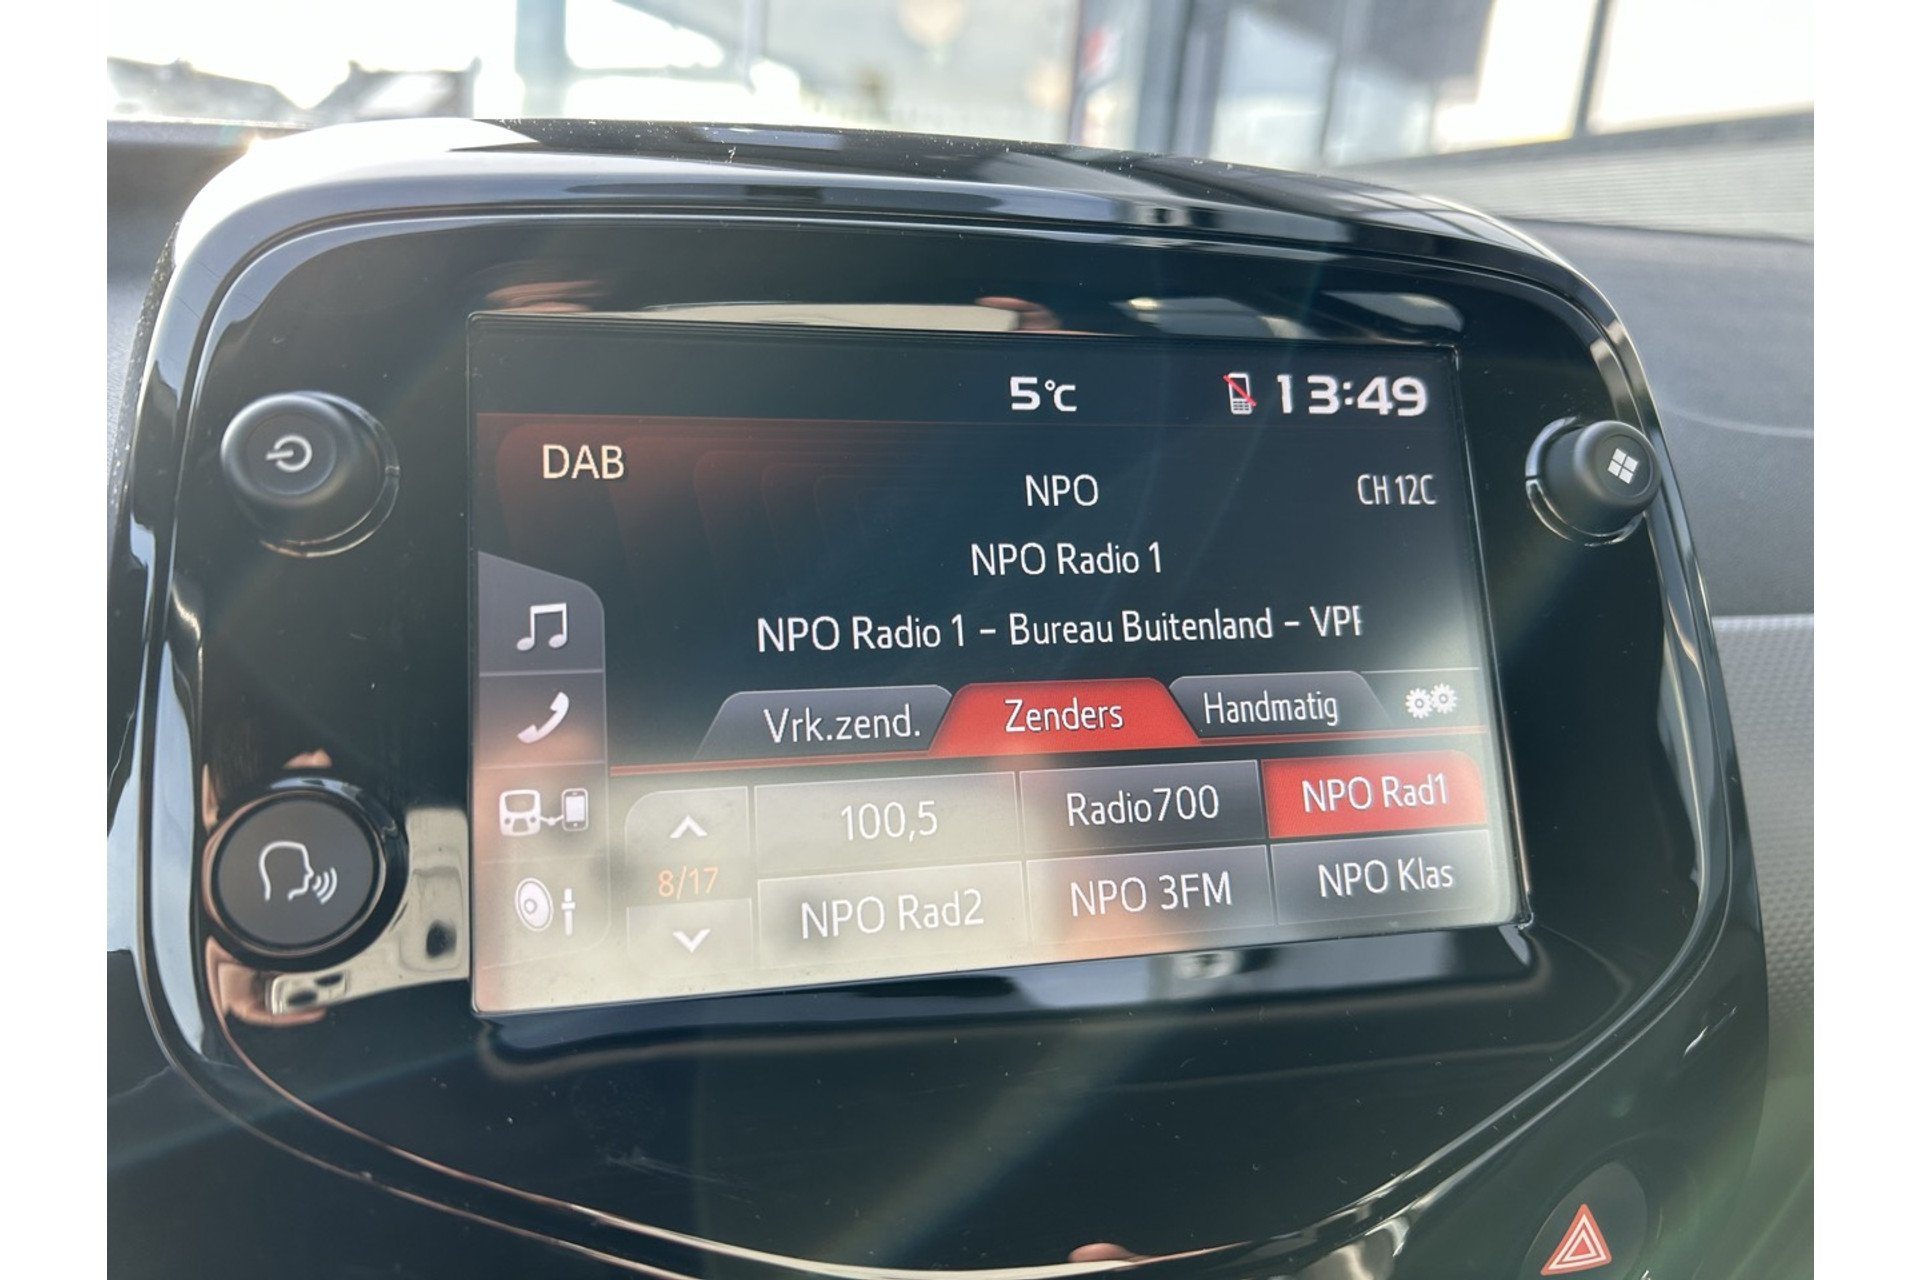 5°C 13:49
DAB
NPO CH 12C
NPO Radio 1
NPO Radio 1 - Bureau Buitenland -
Vrk.zend. Zenders Handmatig
100,5 Radio700 NPO Rad1
8/17
NPO Rad2 NPO 3FM NPO Klas